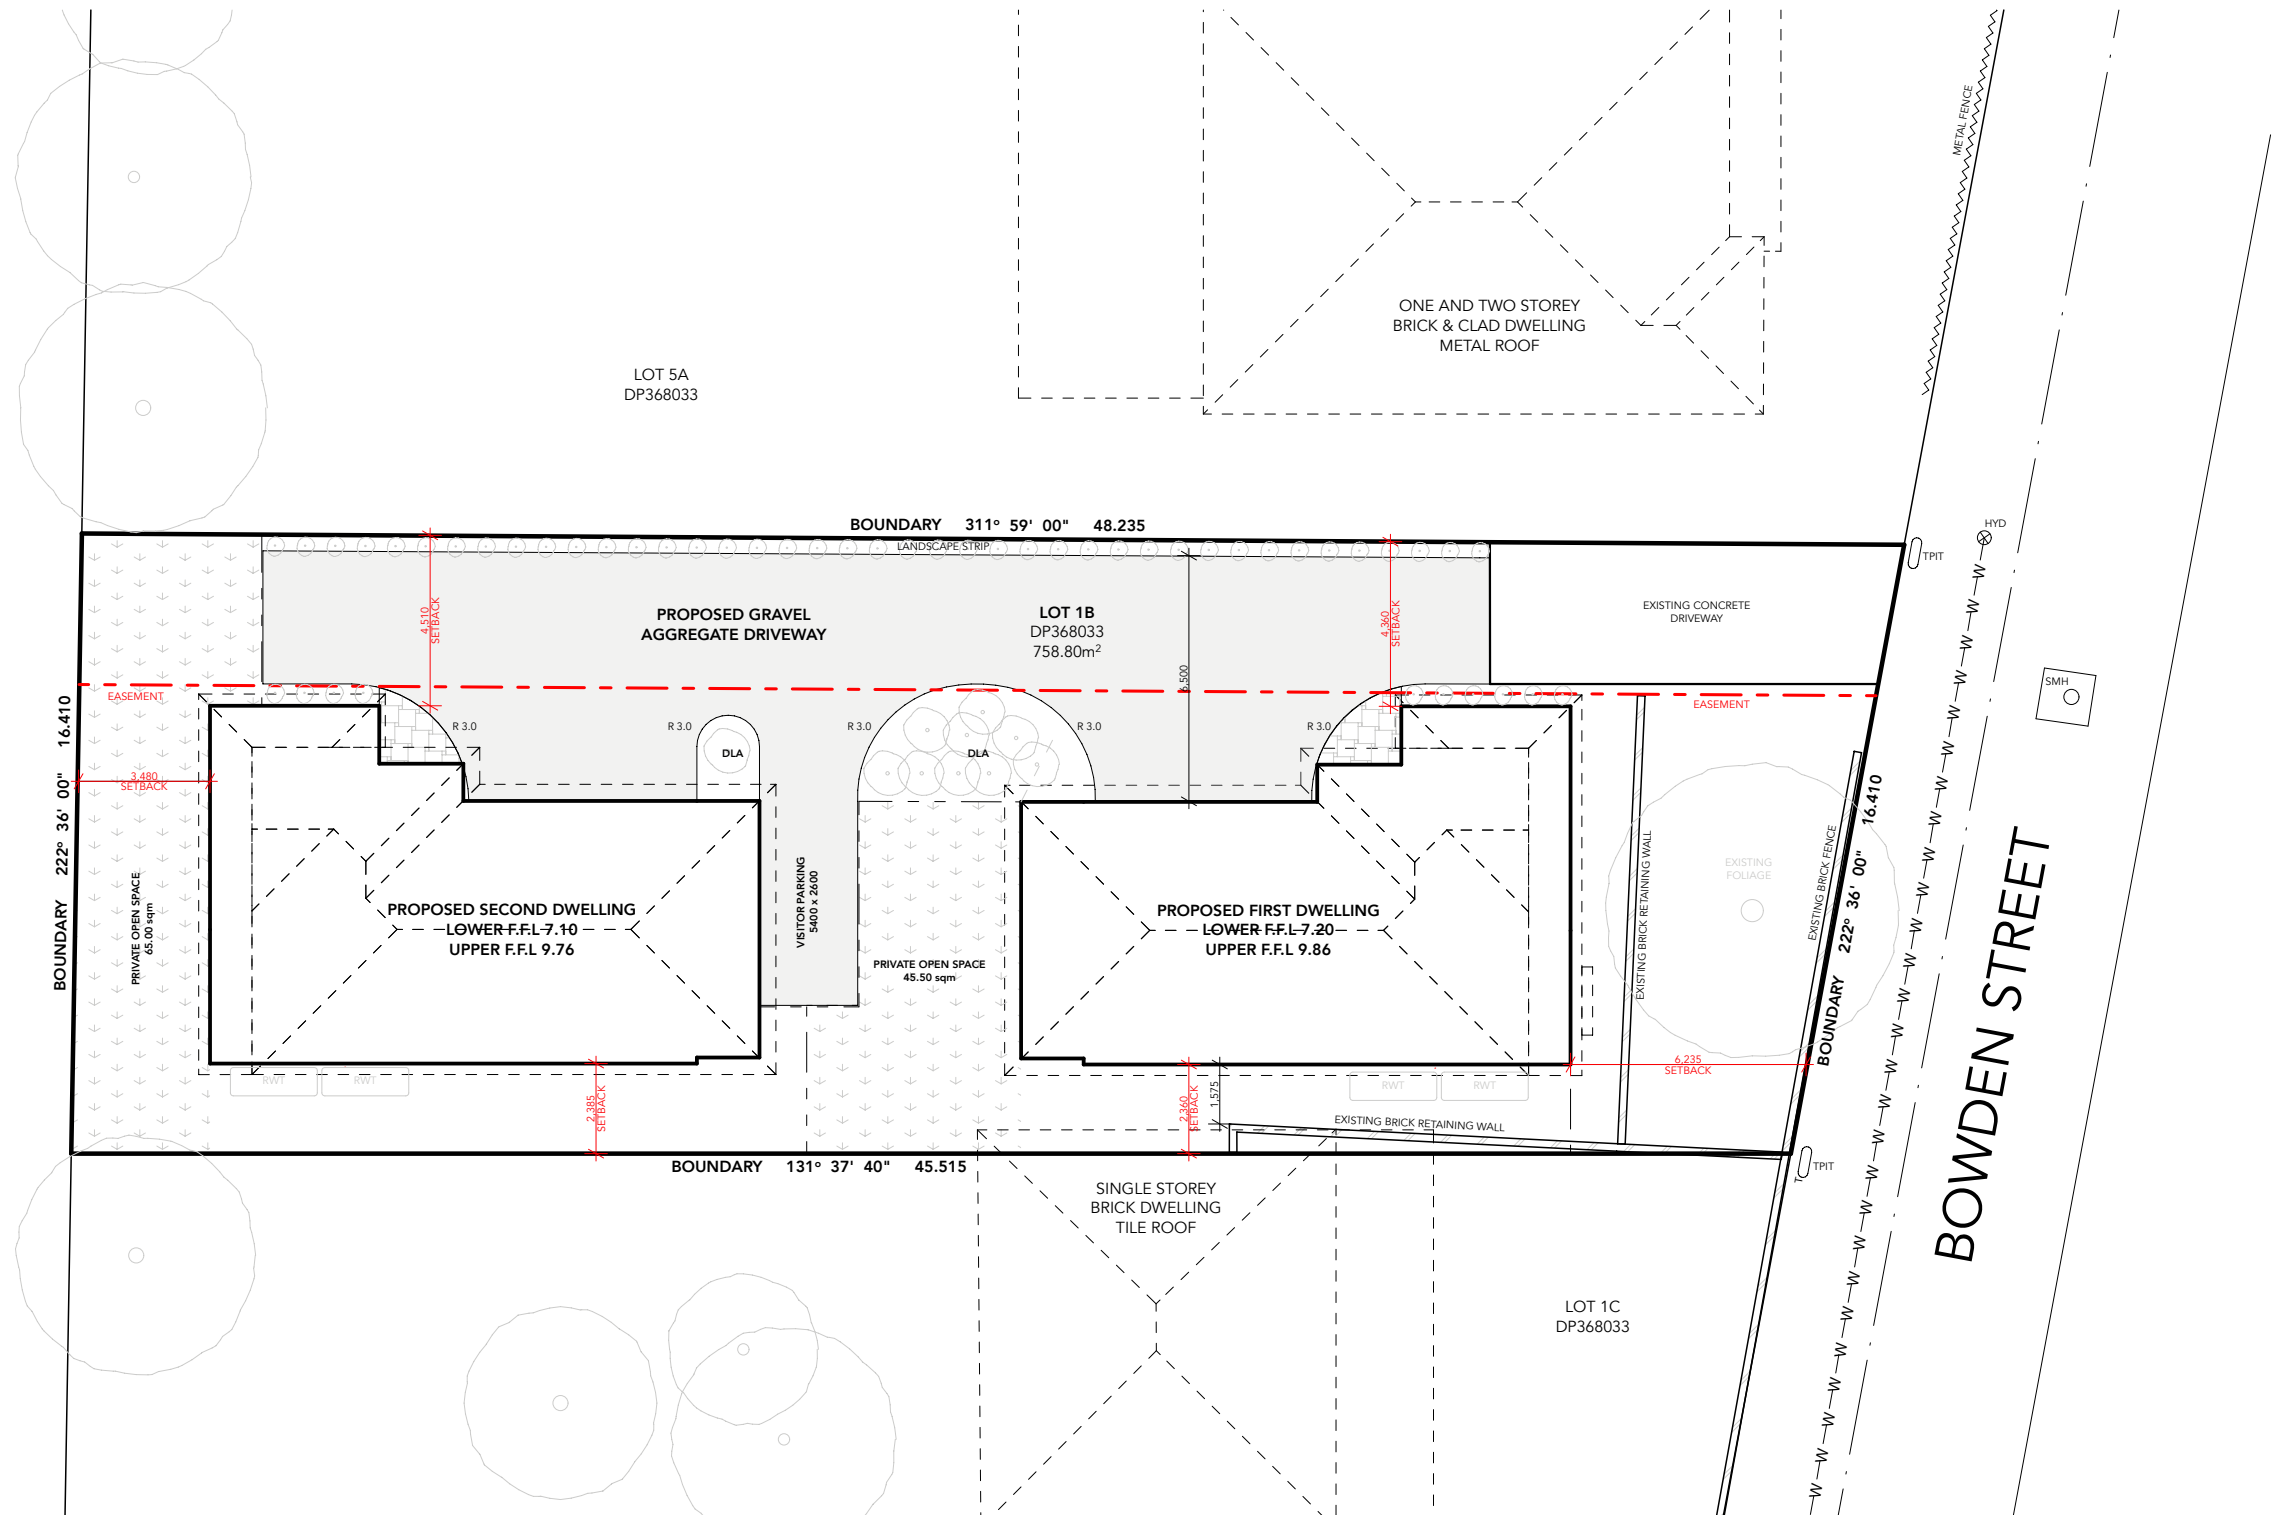 METAL FENCE
ONE AND TWO STOREY
BRICK & CLAD DWELLING
METAL ROOF
LOT 5A
DP368033
BOUNDARY 311° 59' 00" 48.235
LANDSCAPE STRIP
HYD
TPIT
PROPOSED GRAVEL
AGGREGATE DRIVEWAY
LOT 1B
DP368033
758.80m²
EXISTING CONCRETE
DRIVEWAY
4,510
SETBACK
4,360
SETBACK
6,500
SMH
EASEMENT
EASEMENT
R 3.0
R 3.0
R 3.0
R 3.0
R 3.0
DLA
DLA
3,480
SETBACK
BOUNDARY 222° 36' 00" 16.410
PRIVATE OPEN SPACE
65.00 sqm
PROPOSED SECOND DWELLING
LOWER F.F.L 7.10
UPPER F.F.L 9.76
VISITOR PARKING
5400 x 2600
PRIVATE OPEN SPACE
45.50 sqm
PROPOSED FIRST DWELLING
LOWER F.F.L 7.20
UPPER F.F.L 9.86
EXISTING BRICK RETAINING WALL
EXISTING
FOLIAGE
EXISTING BRICK FENCE
BOUNDARY 222° 36' 00" 16.410
W W W W W W W W W W W W W W W W W W W W W W W W W
BOWDEN STREET
RWT
RWT
2,385
SETBACK
2,360
SETBACK
1,575
RWT
RWT
6,235
SETBACK
EXISTING BRICK RETAINING WALL
BOUNDARY 131° 37' 40" 45.515
TPIT
T
SINGLE STOREY
BRICK DWELLING
TILE ROOF
LOT 1C
DP368033